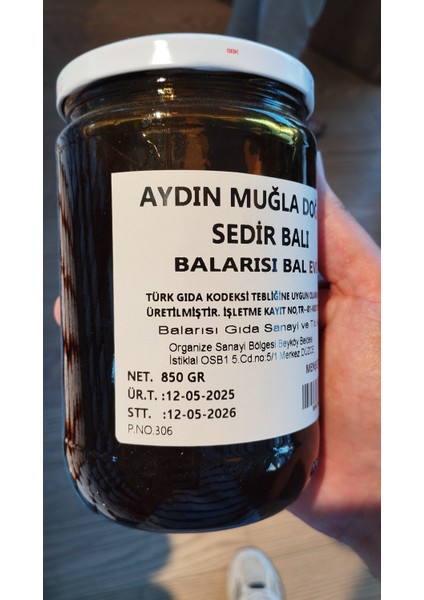 SBK
AYDIN MUĞLA
SEDİR BALI
BALARISI BAL
TÜRK GIDA KODEKSİ TEBLİĞİNE UYGUN
ÜRETİLMİŞTİR. İŞLETME KAYIT NO,TR
Balarısı Gıda Sanayi ve
Organize Sanayi Bölgesi Beyköy Beldesi
İstiklal OSB1 5.Cd.no:5/1 Merkez DÜZCE
NET. 850 GR
ÜR.T. :12-05-2025
STT. :12-05-2026
P.NO.306